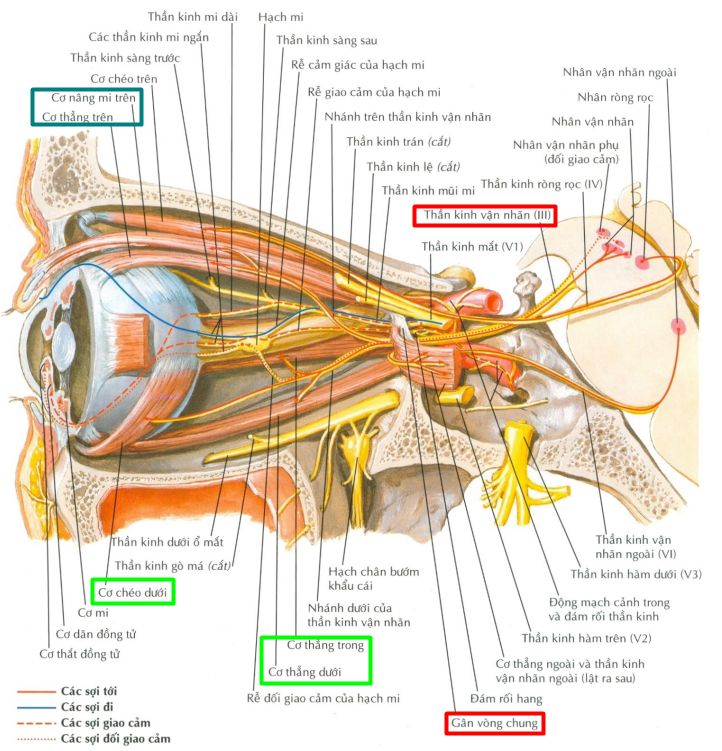 Thần kinh mi dài
Hạch mi
Các thần kinh mi ngắn
Thần kinh sàng sau
Thần kinh sàng trước
Rễ cảm giác của hạch mi
Cơ chéo trên
Rễ giao cảm của hạch mi
Cơ nâng mi trên
Cơ thẳng trên
Nhánh trên thần kinh vận nhãn
Thần kinh trán (cắt)
Thần kinh lệ (cắt)
Thần kinh mũi mi
Thần kinh vận nhãn (III)
Thần kinh mắt (V1)
Nhân vận nhãn ngoài
Nhân ròng rọc
Nhân vận nhãn
Nhân vận nhãn phụ
(đối giao cảm)
Thần kinh ròng rọc (IV)
Thần kinh dưới ổ mắt
Thần kinh gò má (cắt)
Cơ chéo dưới
Cơ mi
Cơ dãn đồng tử
Cơ thắt đồng tử
Hạch chân bướm
khẩu cái
Nhánh dưới của
thần kinh vận nhãn
Cơ thẳng trong
Cơ thẳng dưới
Rễ đối giao cảm của hạch mi
Thần kinh vận
nhãn ngoài (VI)
Thần kinh hàm dưới (V3)
Động mạch cảnh trong
và đám rối thần kinh
Thần kinh hàm trên (V2)
Cơ thẳng ngoài và thần kinh
vận nhãn ngoài (lật ra sau)
Đám rối hang
Gân vòng chung
Các sợi tới
Các sợi đi
Các sợi giao cảm
Các sợi đối giao cảm